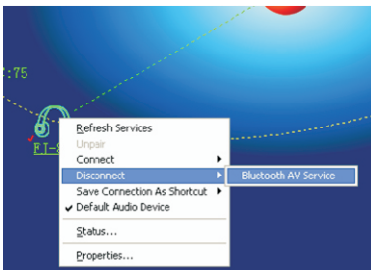 :75
Refresh Services
Unpair
Connect
Disconnect
Bluetooth AV Service
Save Connection As Shortcut
Default Audio Device
Status...
Properties...